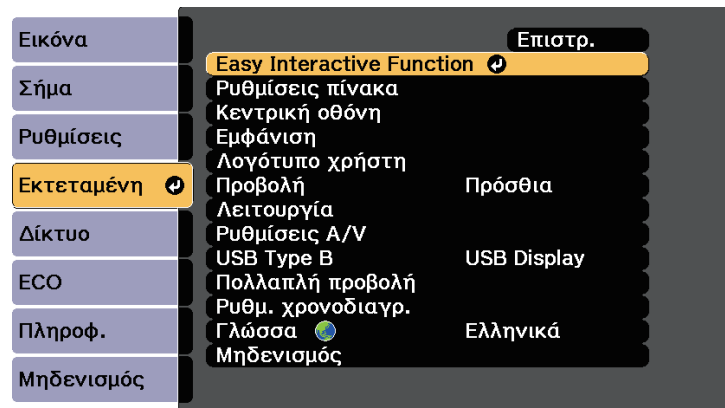 Εικόνα
Σήμα
Ρυθμίσεις
Εκτεταμένη
Δίκτυο
ECO
Πληροφ.
Μηδενισμός
Επιστρ.
Easy Interactive Function
Ρυθμίσεις πίνακα
Κεντρική οθόνη
Εμφάνιση
Λογότυπο χρήστη
Προβολή Πρόσθια
Λειτουργία
Ρυθμίσεις A/V
USB Type B USB Display
Πολλαπλή προβολή
Ρυθμ. χρονοδιαγρ.
Γλώσσα Ελληνικά
Μηδενισμός